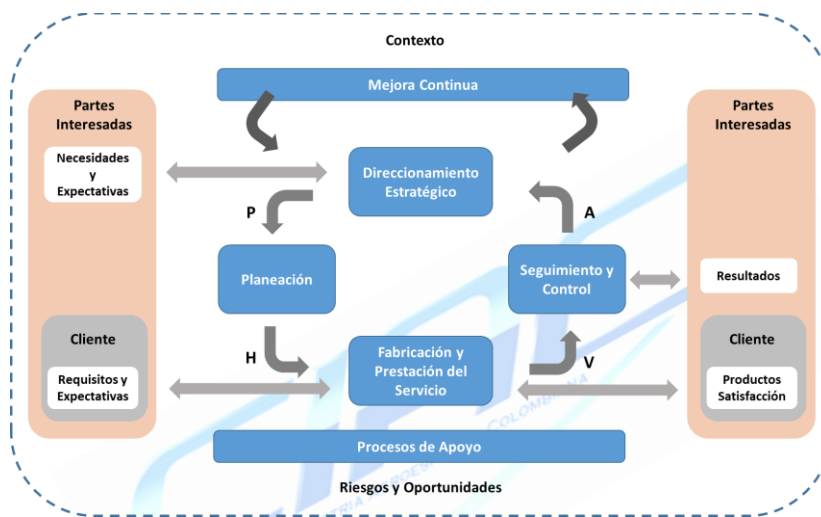 Contexto
Mejora Continua
Partes
Interesadas
Necesidades
y
Expectativas
Cliente
Requisitos y
Expectativas
Direccionamiento
Estratégico
P
A
Planeación
Seguimiento y
Control
H
Fabricación y
Prestación del
Servicio
V
Partes
Interesadas
Resultados
Cliente
Productos
Satisfacción
Procesos de Apoyo
Riesgos y Oportunidades
COLOMBIANA